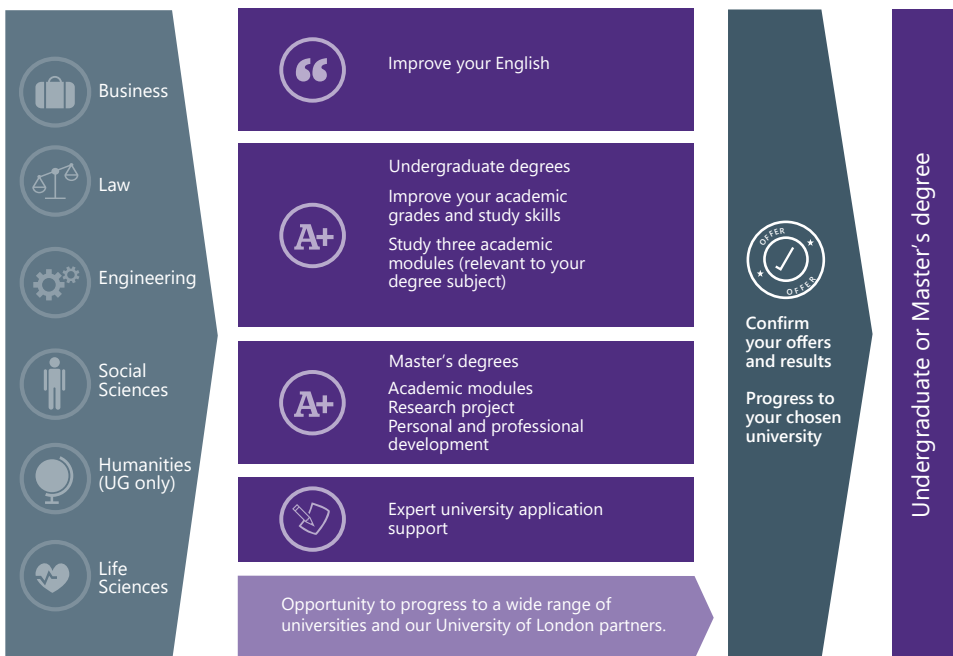 Business
Law
Engineering
Social
Sciences
Humanities
(UG only)
Life
Sciences
Improve your English
A+
Undergraduate degrees
Improve your academic
grades and study skills
Study three academic
modules (relevant to your
degree subject)
A+
Master’s degrees
Academic modules
Research project
Personal and professional
development
Expert university application
support
Opportunity to progress to a wide range of
universities and our University of London partners.
OFFER
OFFER
Confirm
your offers
and results
Progress to
your chosen
university
Undergraduate or Master’s degree